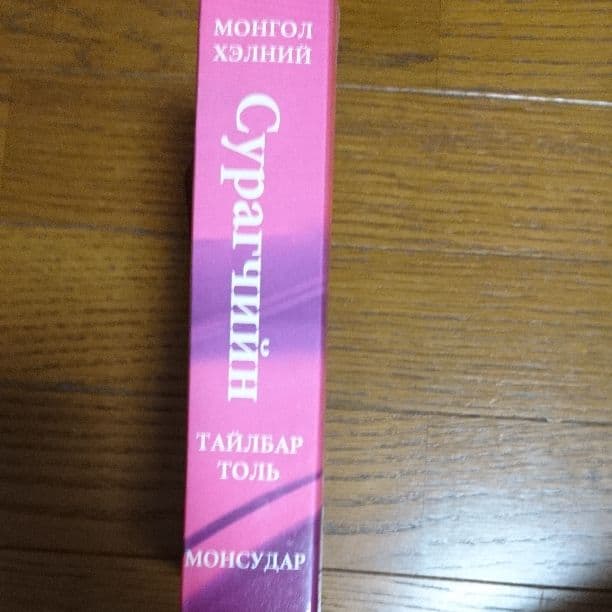 МОНГОЛ
ХЭЛНИЙ
Сурагчийн
ТАЙЛБАР
ТОЛЬ
МОНСУДАР